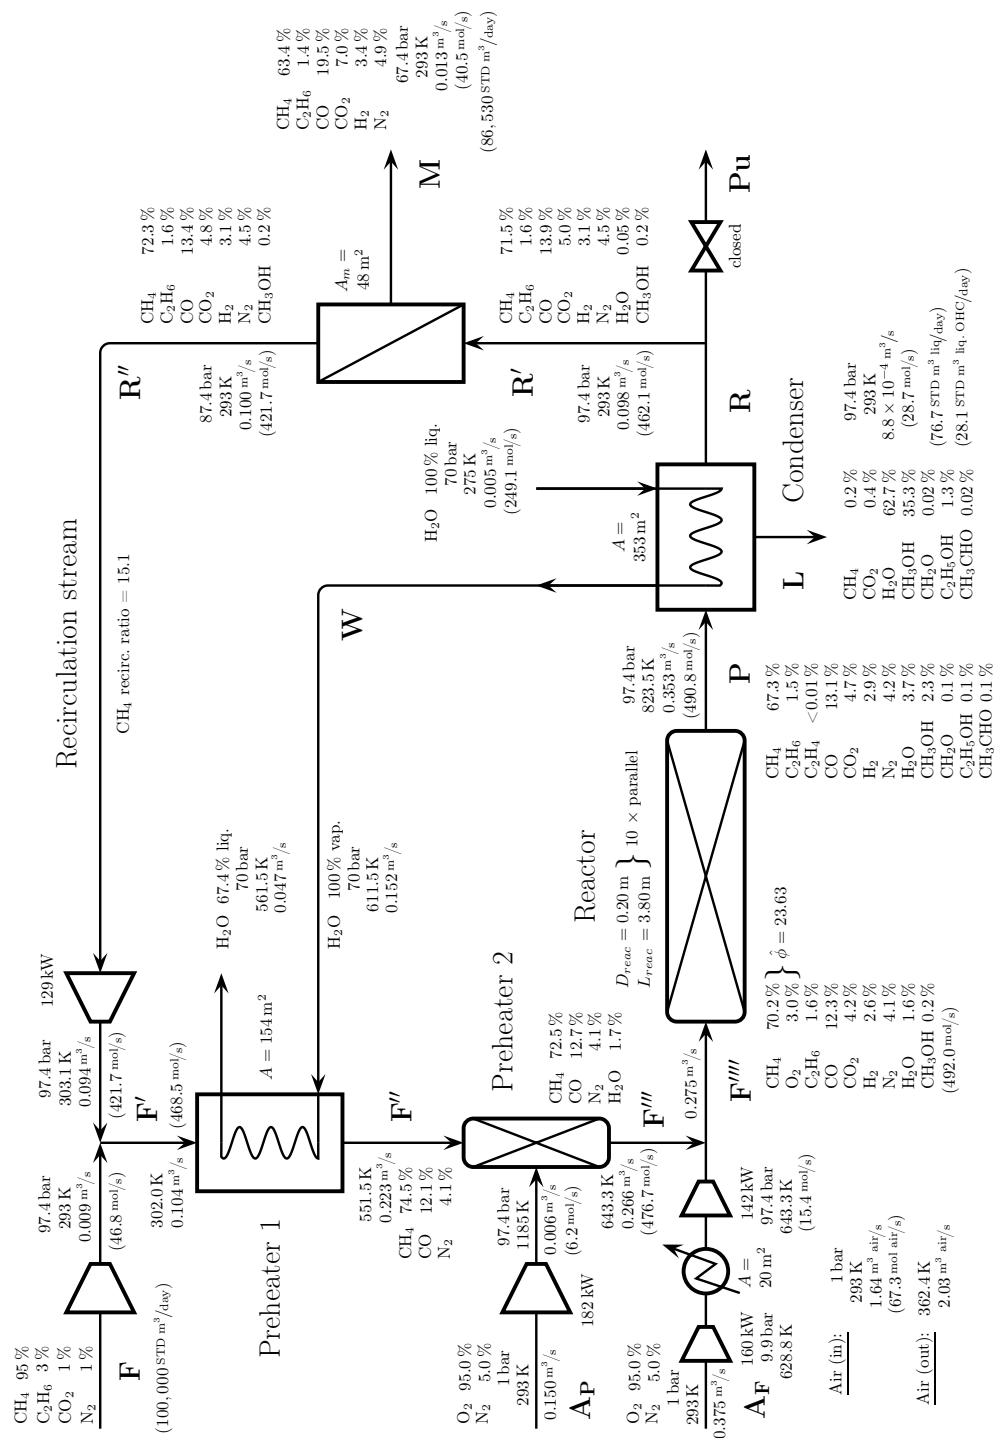 CH₄ 95 %
C₂H₆ 3 %
CO₂ 1 %
N₂ 1 %
F
(100,000 STD m³/day)
97.4 bar
293 K
0.009 m³/s
(46.8 mol/s)
97.4 bar
303.1 K
0.094 m³/s
(421.7 mol/s)
129 kW
F′
302.0 K
0.104 m³/s
(468.5 mol/s)
Recirculation stream
CH₄ recirc. ratio = 15.1
R″
87.4 bar
293 K
0.100 m³/s
(421.7 mol/s)
CH₄ 72.3 %
C₂H₆ 1.6 %
CO 13.4 %
CO₂ 4.8 %
H₂ 3.1 %
N₂ 4.5 %
CH₃OH 0.2 %
CH₄ 63.4 %
C₂H₆ 1.4 %
CO 19.5 %
CO₂ 7.0 %
H₂ 3.4 %
N₂ 4.9 %
67.4 bar
293 K
0.013 m³/s
(40.5 mol/s)
(86,530 STD m³/day)
A_m =
48 m²
M
Preheater 1
A = 154 m²
H₂O 67.4 % liq.
70 bar
561.5 K
0.047 m³/s
H₂O 100 % vap.
70 bar
611.5 K
0.152 m³/s
W
H₂O 100 % liq.
70 bar
275 K
0.005 m³/s
(249.1 mol/s)
R′
97.4 bar
293 K
0.098 m³/s
(462.1 mol/s)
CH₄ 71.5 %
C₂H₆ 1.6 %
CO 13.9 %
CO₂ 5.0 %
H₂ 3.1 %
N₂ 4.5 %
H₂O 0.05 %
CH₃OH 0.2 %
F″
551.5 K
0.223 m³/s
CH₄ 74.5 %
CO 12.1 %
N₂ 4.1 %
Preheater 2
CH₄ 72.5 %
CO 12.7 %
N₂ 4.1 %
H₂O 1.7 %
O₂ 95.0 %
N₂ 5.0 %
1 bar
293 K
0.150 m³/s
A_P
182 kW
97.4 bar
1185 K
0.006 m³/s
(6.2 mol/s)
643.3 K
0.266 m³/s
(476.7 mol/s)
F‴
Reactor
D_reac = 0.20 m
L_reac = 3.80 m
} 10 × parallel
A =
353 m²
O₂ 95.0 %
N₂ 5.0 %
1 bar
293 K
0.375 m³/s
A_F
160 kW
9.9 bar
628.8 K
A =
20 m²
142 kW
97.4 bar
643.3 K
(15.4 mol/s)
0.275 m³/s
F⁗
CH₄ 70.2 %
O₂ 3.0 %
} φ̂ = 23.63
C₂H₆ 1.6 %
CO 12.3 %
CO₂ 4.2 %
H₂ 2.6 %
N₂ 4.1 %
H₂O 1.6 %
CH₃OH 0.2 %
(492.0 mol/s)
97.4 bar
823.5 K
0.353 m³/s
(490.8 mol/s)
P
CH₄ 67.3 %
C₂H₆ 1.5 %
C₂H₄ <0.01 %
CO 13.1 %
CO₂ 4.7 %
H₂ 2.9 %
N₂ 4.2 %
H₂O 3.7 %
CH₃OH 2.3 %
CH₂O 0.1 %
C₂H₅OH 0.1 %
CH₃CHO 0.1 %
R
closed
Pu
Condenser
L
CH₄ 0.2 %
CO₂ 0.4 %
H₂O 62.7 %
CH₃OH 35.3 %
CH₂O 0.02 %
C₂H₅OH 1.3 %
CH₃CHO 0.02 %
97.4 bar
293 K
8.8 × 10⁻⁴ m³/s
(28.7 mol/s)
(76.7 STD m³ liq/day)
(28.1 STD m³ liq. OHC/day)
Air (in): 1 bar
293 K
1.64 m³ air/s
(67.3 mol air/s)
Air (out): 362.4 K
2.03 m³ air/s